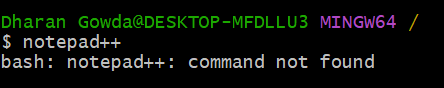 Dharan Gowda@DESKTOP-MFDLLU3 MINGW64 /
$ notepad++
bash: notepad++: command not found